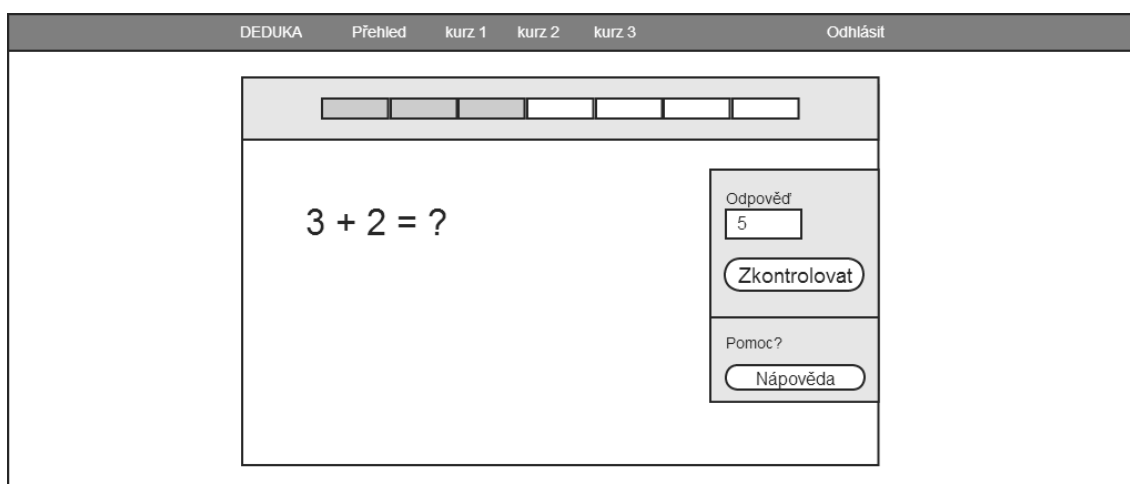 DEDUKA Přehled kurz 1 kurz 2 kurz 3 Odhlásit
3 + 2 = ?
Odpověď
5
Zkontrolovat
Pomoc?
Nápověda